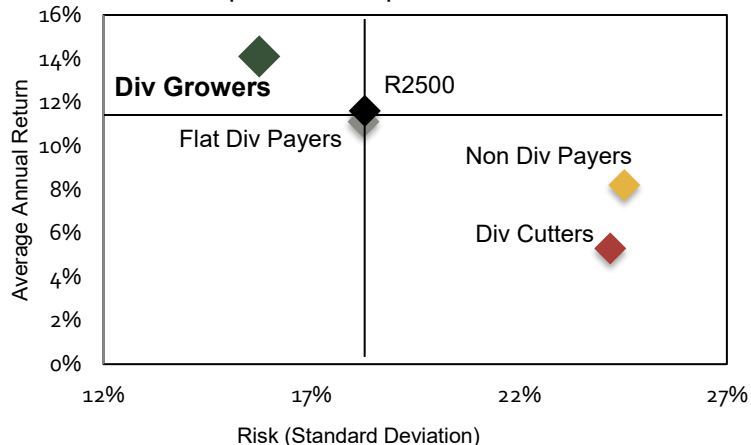 16%
14%
12%
10%
8%
6%
4%
2%
0%
Average Annual Return
Div Growers
R2500
Flat Div Payers
Non Div Payers
Div Cutters
12% 17% 22% 27%
Risk (Standard Deviation)